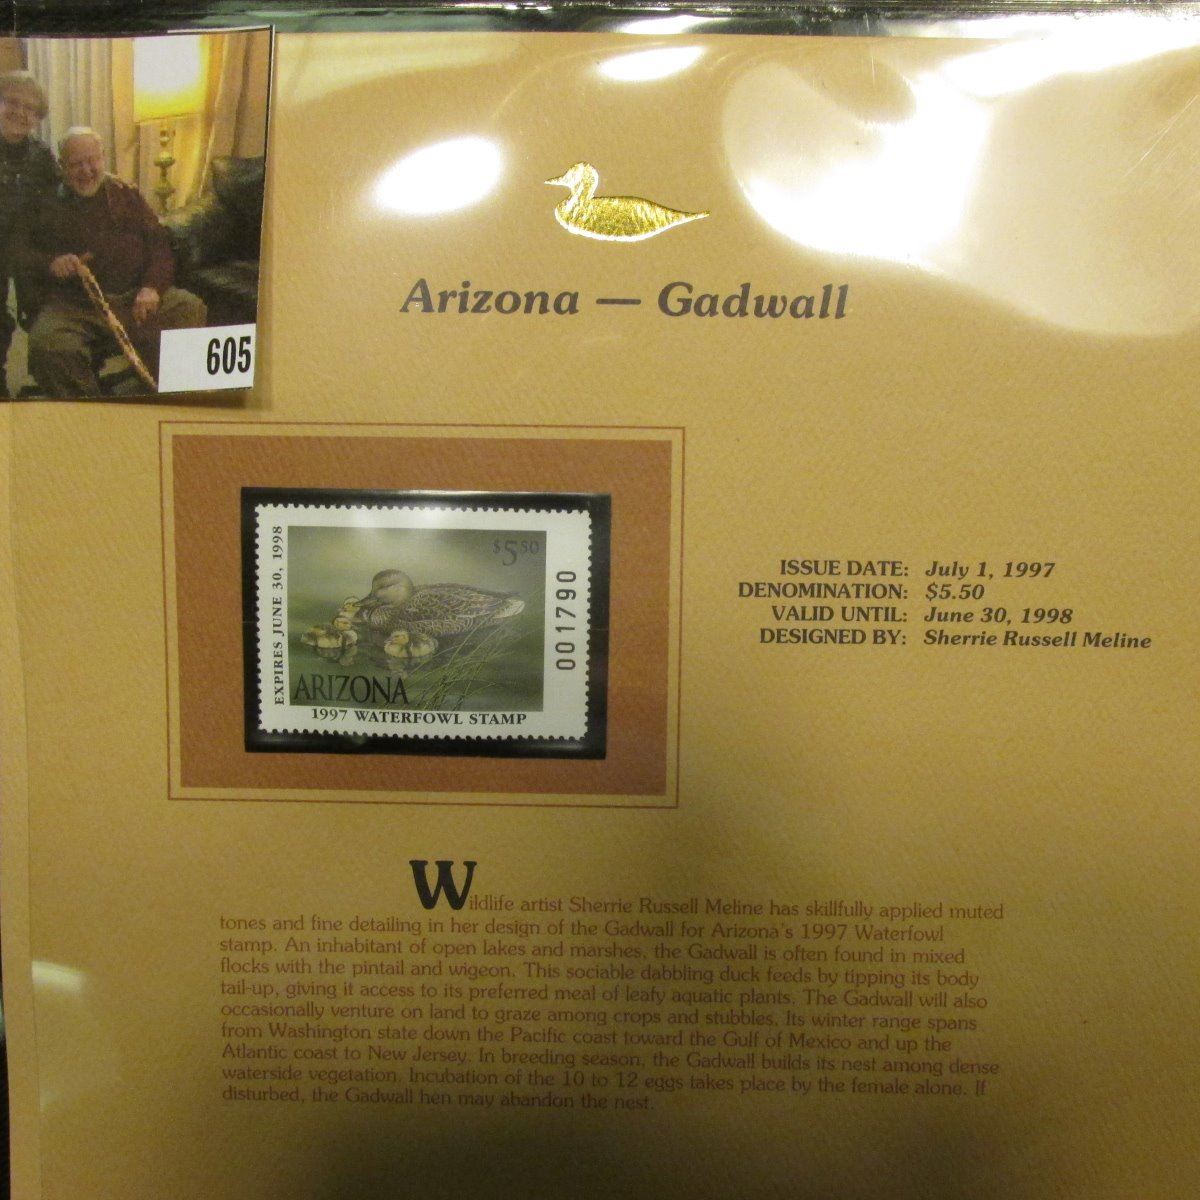 Arizona — Gadwall
605
EXPIRES JUNE 30, 1998
$5.50
001790
ARIZONA
1997 WATERFOWL STAMP
ISSUE DATE: July 1, 1997
DENOMINATION: $5.50
VALID UNTIL: June 30, 1998
DESIGNED BY: Sherrie Russell Meline
Wildlife artist Sherrie Russell Meline has skillfully applied muted
tones and fine detailing in her design of the Gadwall for Arizona's 1997 Waterfowl
stamp. An inhabitant of open lakes and marshes, the Gadwall is often found in mixed
flocks with the pintail and wigeon. This sociable dabbling duck feeds by tipping its body
tail-up, giving it access to its preferred meal of leafy aquatic plants. The Gadwall will also
occasionally venture on land to graze among crops and stubbles. Its winter range spans
from Washington state down the Pacific coast toward the Gulf of Mexico and up the
Atlantic coast to New Jersey. In breeding season, the Gadwall builds its nest among dense
waterside vegetation. Incubation of the 10 to 12 eggs takes place by the female alone. If
disturbed, the Gadwall hen may abandon the nest.